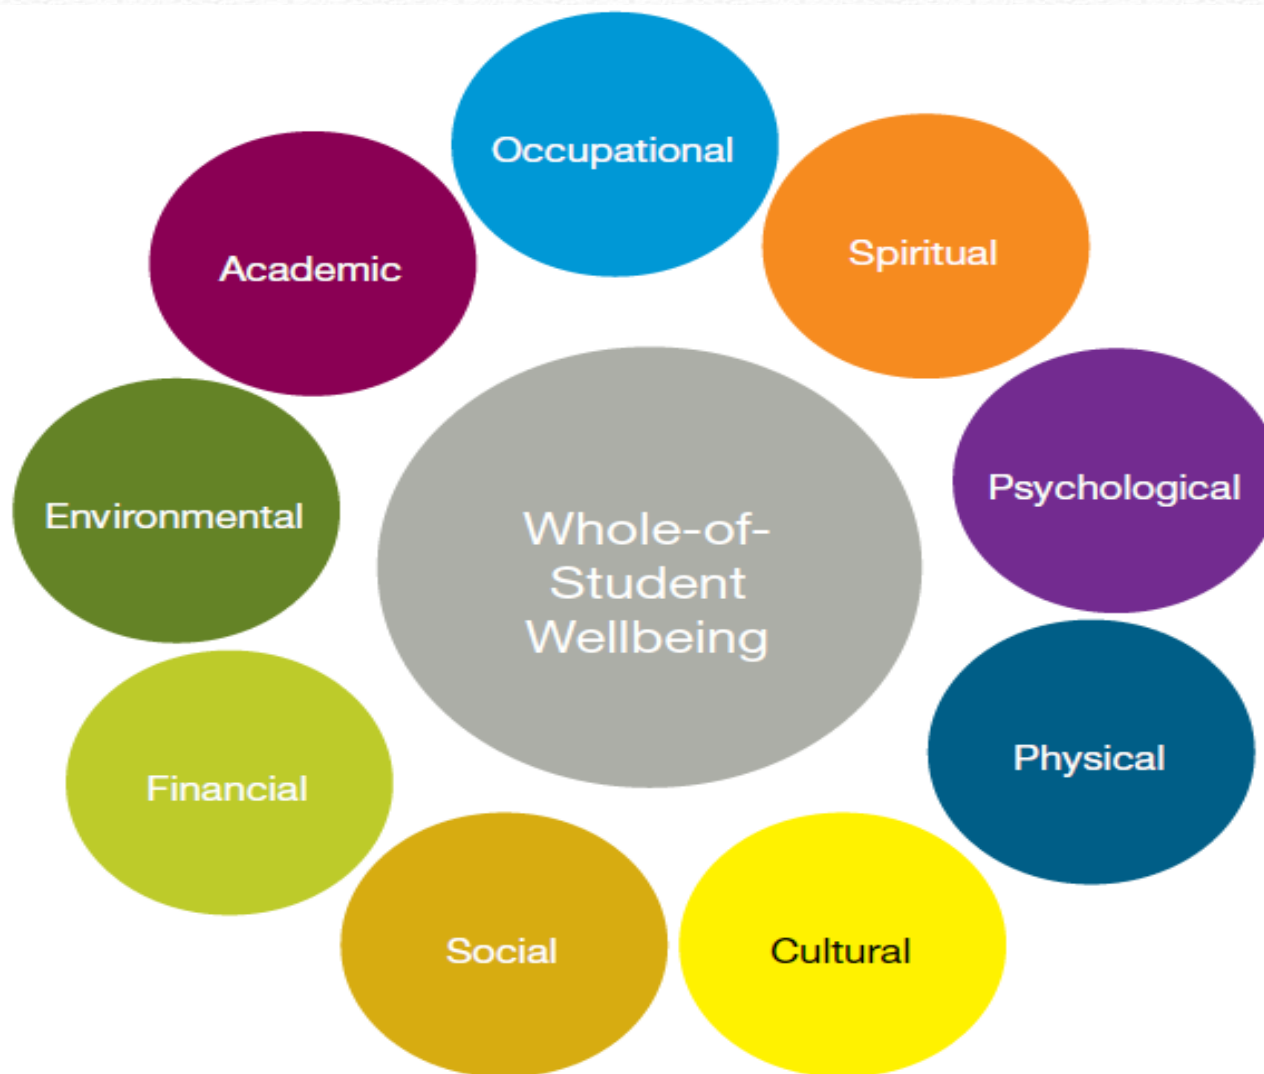 Occupational
Spiritual
Academic
Psychological
Environmental
Whole-of-
Student
Wellbeing
Physical
Financial
Social
Cultural